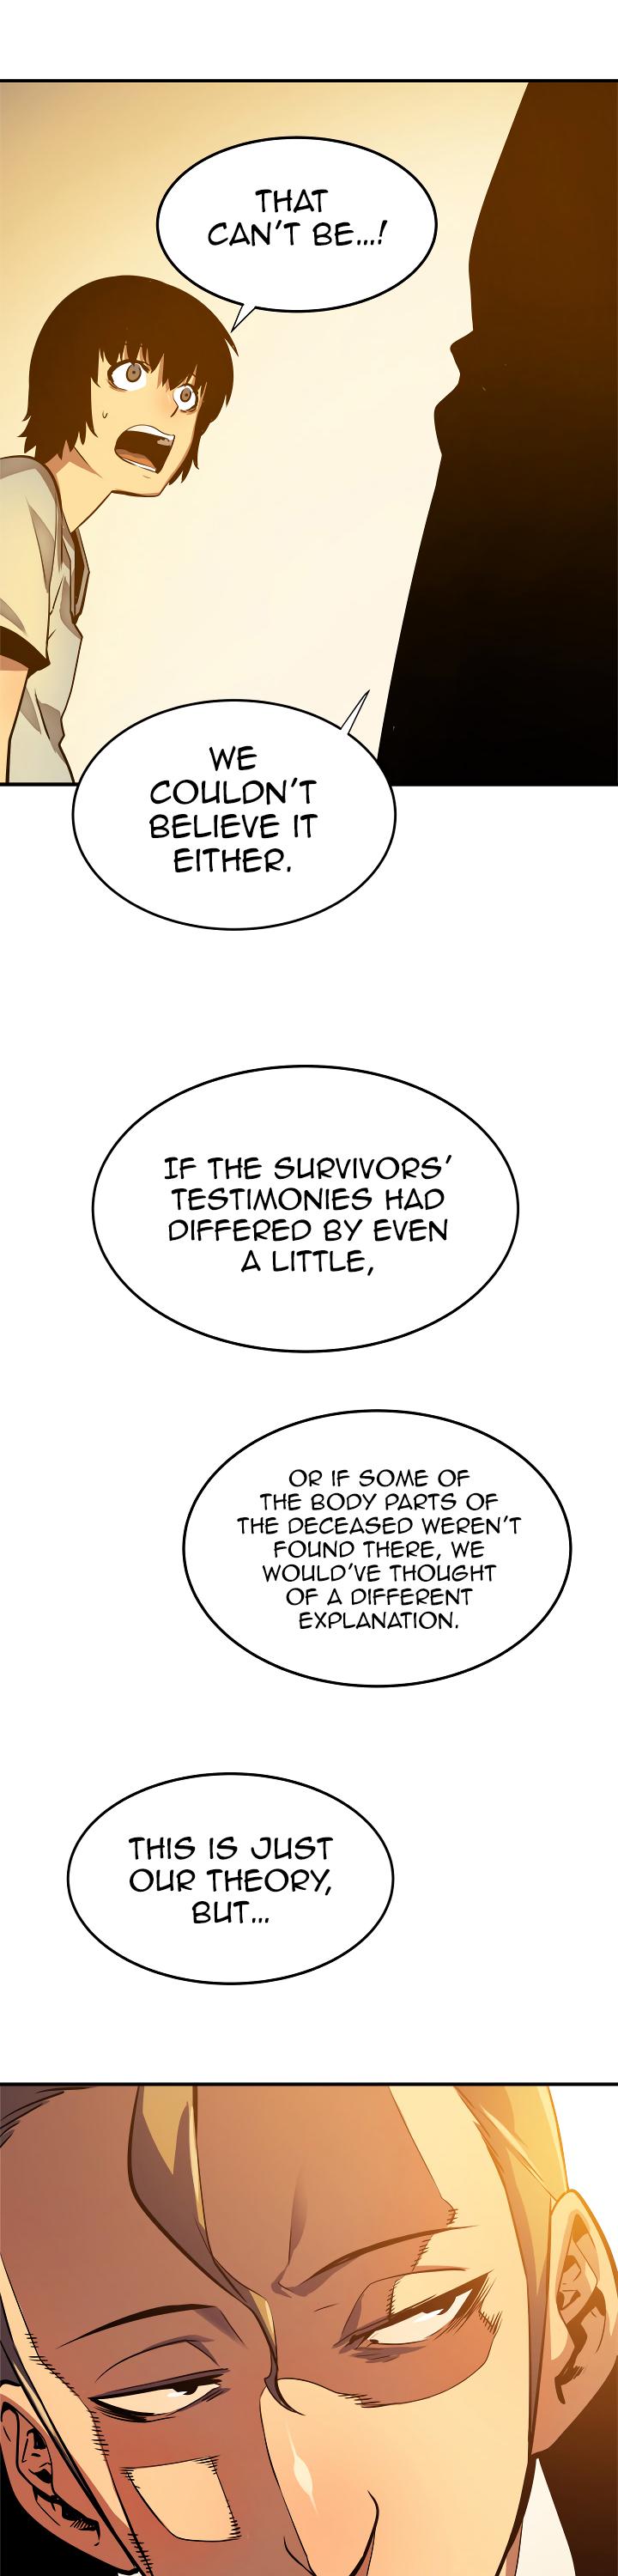 THAT
CAN'T BE...!
WE
COULDN'T
BELIEVE IT
EITHER.
IF THE SURVIVORS'
TESTIMONIES HAD
DIFFERED BY EVEN
A LITTLE,
OR IF SOME OF
THE BODY PARTS OF
THE DECEASED WEREN'T
FOUND THERE, WE
WOULD'VE THOUGHT
OF A DIFFERENT
EXPLANATION.
THIS IS JUST
OUR THEORY,
BUT...